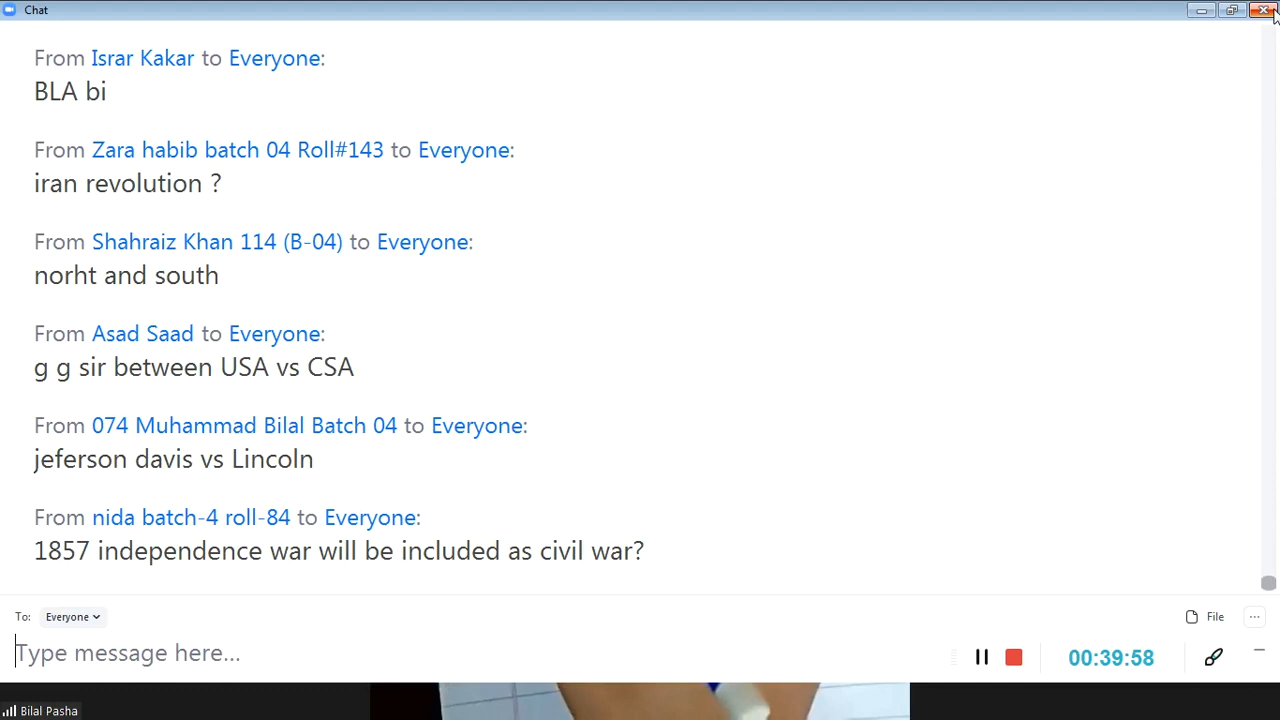 Chat
From Israr Kakar to Everyone:
BLA bi
From Zara habib batch 04 Roll#143 to Everyone:
iran revolution ?
From Shahraiz Khan 114 (B-04) to Everyone:
norht and south
From Asad Saad to Everyone:
g g sir between USA vs CSA
From 074 Muhammad Bilal Batch 04 to Everyone:
jeferson davis vs Lincoln
From nida batch-4 roll-84 to Everyone:
1857 independence war will be included as civil war?
To: Everyone File
Type message here...
00:39:58
Bilal Pasha